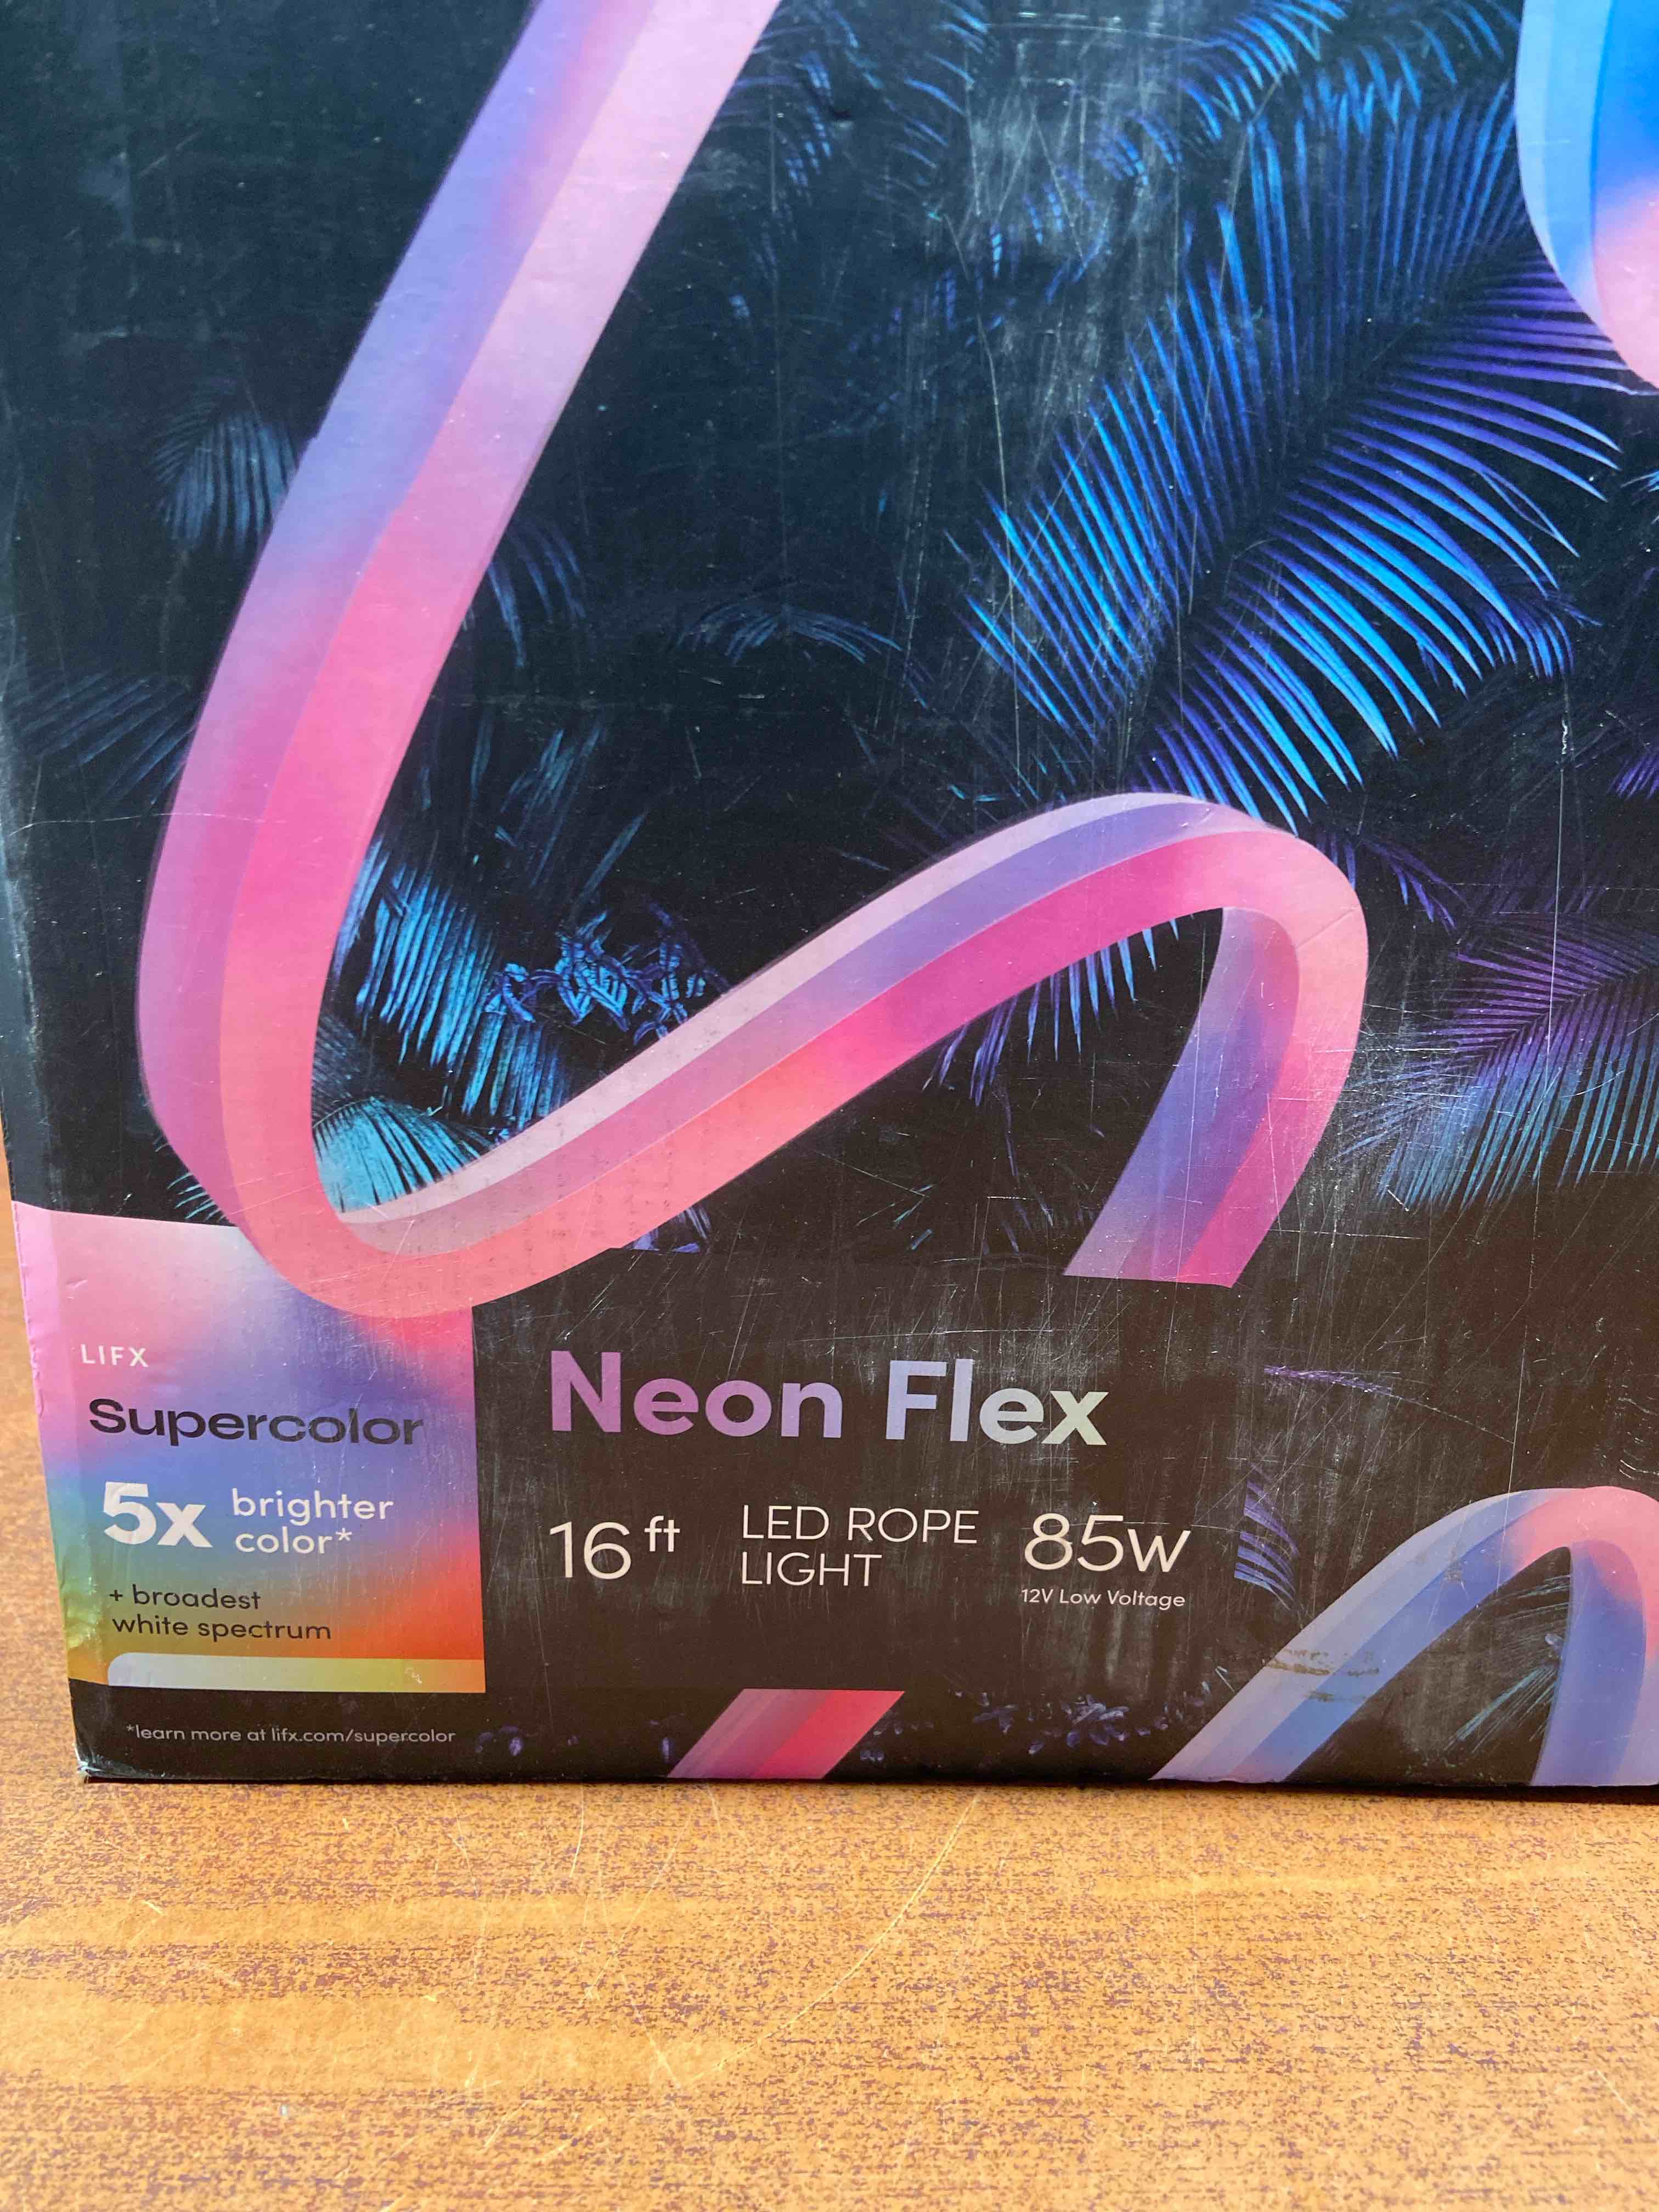 LIFX
Supercolor
5x brighter
color*
+ broadest
white spectrum
*learn more at lifx.com/supercolor
Neon Flex
16 ft
LED ROPE
LIGHT
85w
12V Low Voltage